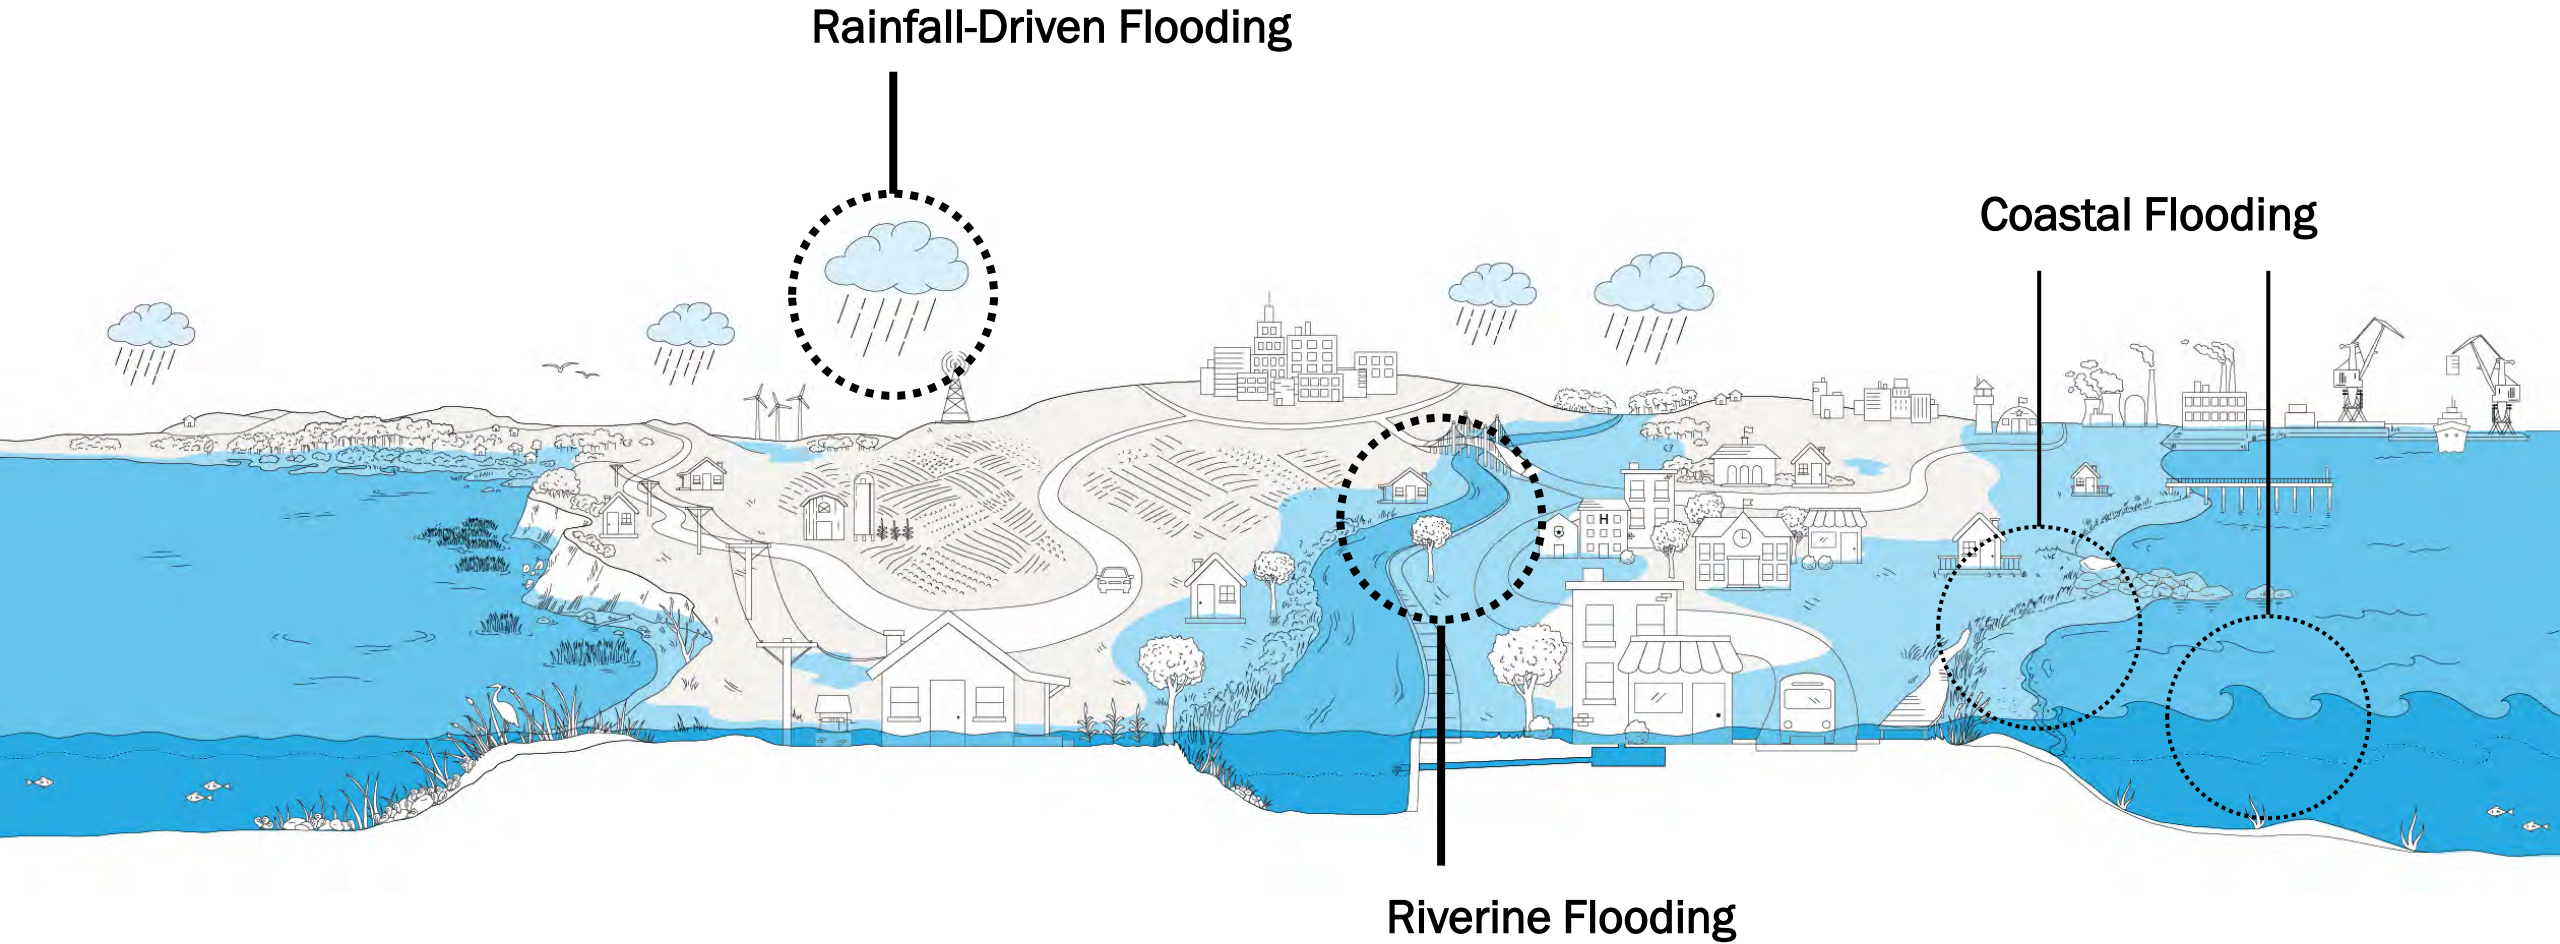 Rainfall-Driven Flooding
Coastal Flooding
H
Riverine Flooding